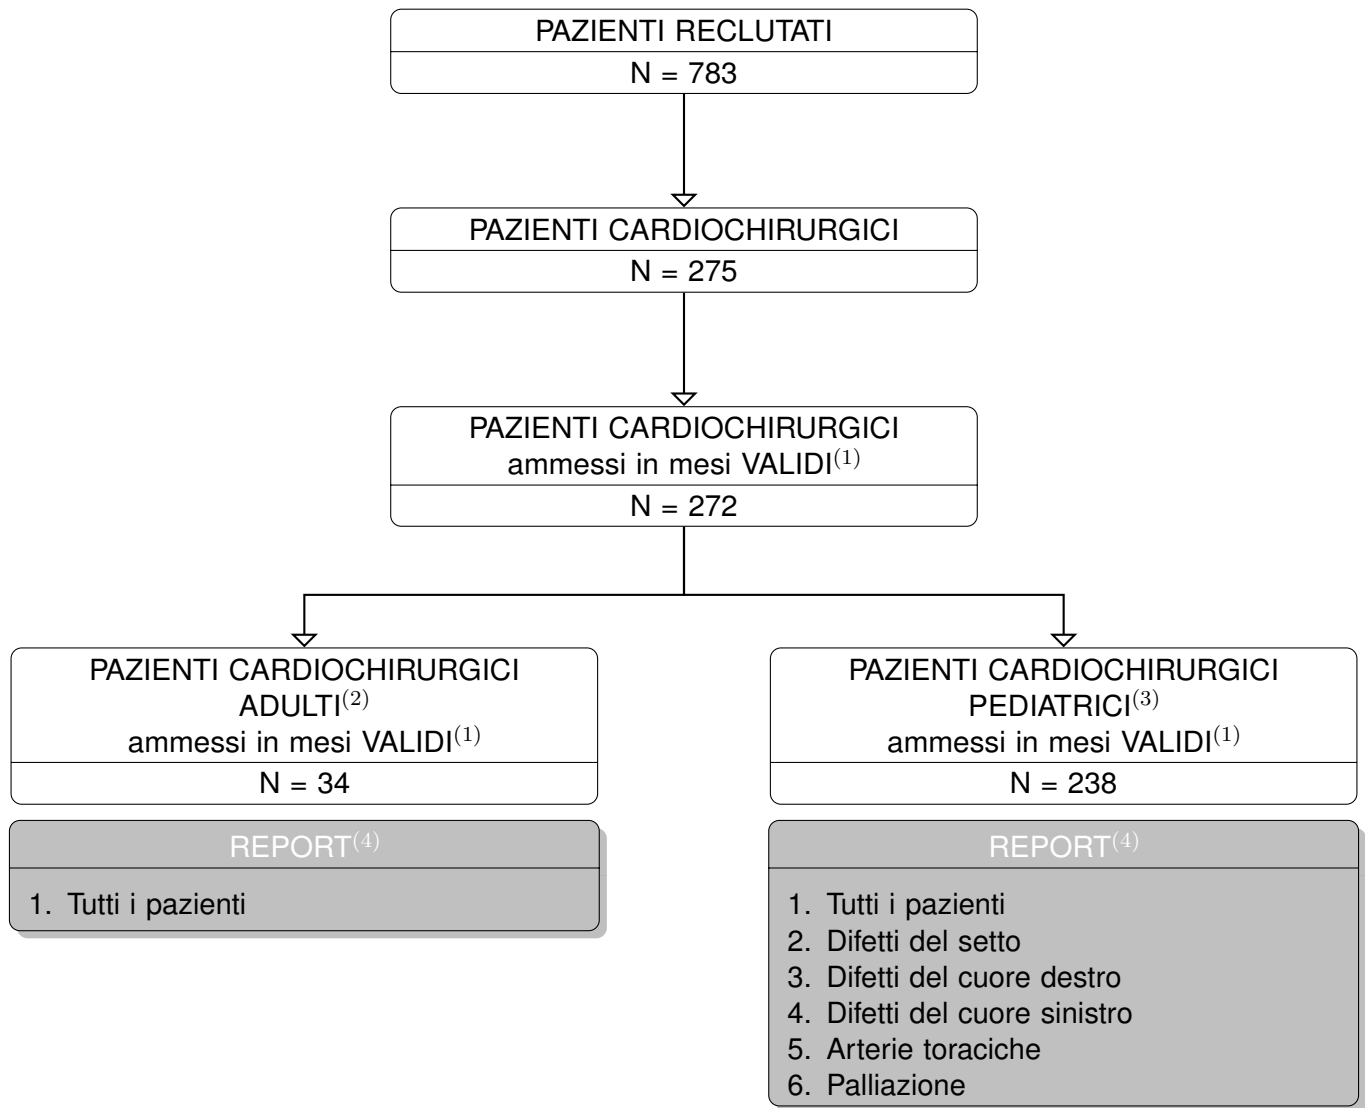 PAZIENTI RECLUTATI
N = 783
PAZIENTI CARDIOCHIRURGICI
N = 275
PAZIENTI CARDIOCHIRURGICI
ammessi in mesi VALIDI(1)
N = 272
PAZIENTI CARDIOCHIRURGICI
ADULTI(2)
ammessi in mesi VALIDI(1)
N = 34
REPORT(4)
1. Tutti i pazienti
PAZIENTI CARDIOCHIRURGICI
PEDIATRICI(3)
ammessi in mesi VALIDI(1)
N = 238
REPORT(4)
1. Tutti i pazienti
2. Difetti del setto
3. Difetti del cuore destro
4. Difetti del cuore sinistro
5. Arterie toraciche
6. Palliazione